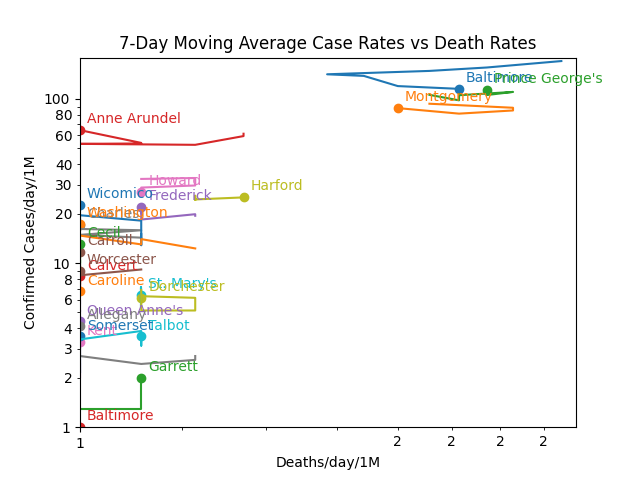 7-Day Moving Average Case Rates vs Death Rates
Confirmed Cases/day/1M
100
80
60
40
30
20
10
8
6
4
3
2
1
Baltimore
Prince George's
Montgomery
Anne Arundel
Howard
Harford
Wicomico
Frederick
Washington
Charles
Cecil
Carroll
Worcester
Calvert
Caroline
St. Mary's
Dorchester
Queen Anne's
Allegany
Somerset
Talbot
Kent
Garrett
Baltimore
1
2
2
2
2
Deaths/day/1M